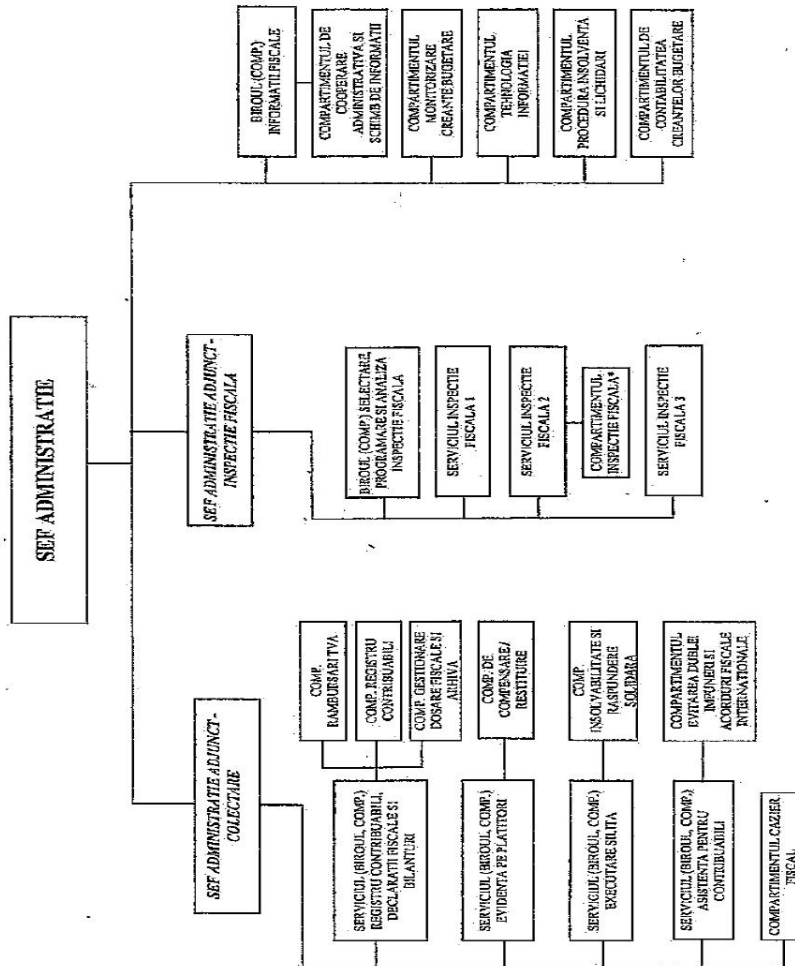 SEF ADMINISTRATIE
SEF ADMINISTRATIE ADJUNCT-
COLECTARE
SERVICIUL (BIROUL, COMP.)
REGISTRU CONTRIBUABILI,
DECLARATII FISCALE SI
BILANTURI
COMP.
RAMBURSARI TVA
COMP. REGISTRU
CONTRIBUABILI
COMP. GESTIONARE
DOSARE FISCALE SI
ARHIVA
SERVICIUL (BIROUL, COMP.)
EVIDENTA PE PLATITORI
COMP. DE
COMPENSARE/
RESTITUIRE
SERVICIUL (BIROUL, COMP.)
EXECUTARE SILITA
COMP.
INSOLVABILITATE SI
RASPUNDERE
SOLIDARA
SERVICIUL (BIROUL, COMP.)
ASISTENTA PENTRU
CONTRIBUABILI
COMPARTIMENTUL
EVITAREA DUBLEI
IMPUNERI SI
ACORDURI FISCALE
INTERNATIONALE
COMPARTIMENTUL CAZIER
FISCAL
SEF ADMINISTRATIE ADJUNCT-
INSPECTIE FISCALA
BIROUL (COMP.) SELECTARE,
PROGRAMARE SI ANALIZA
INSPECTIE FISCALA
SERVICIUL INSPECTIE
FISCALA 1
SERVICIUL INSPECTIE
FISCALA 2
COMPARTIMENTUL
INSPECTIE FISCALA*
SERVICIUL INSPECTIE
FISCALA 3
BIROUL (COMP.)
INFORMATII FISCALE
COMPARTIMENTUL DE
COOPERARE
ADMINISTRATIVA SI
SCHIMB DE INFORMATII
COMPARTIMENTUL
MONITORIZARE
CREANTE BUGETARE
COMPARTIMENTUL
TEHNOLOGIA
INFORMATIEI
COMPARTIMENTUL
PROCEDURA INSOLVENTA
SI LICHIDARI
COMPARTIMENTUL DE
CONTABILITATEA
CREANTELOR BUGETARE